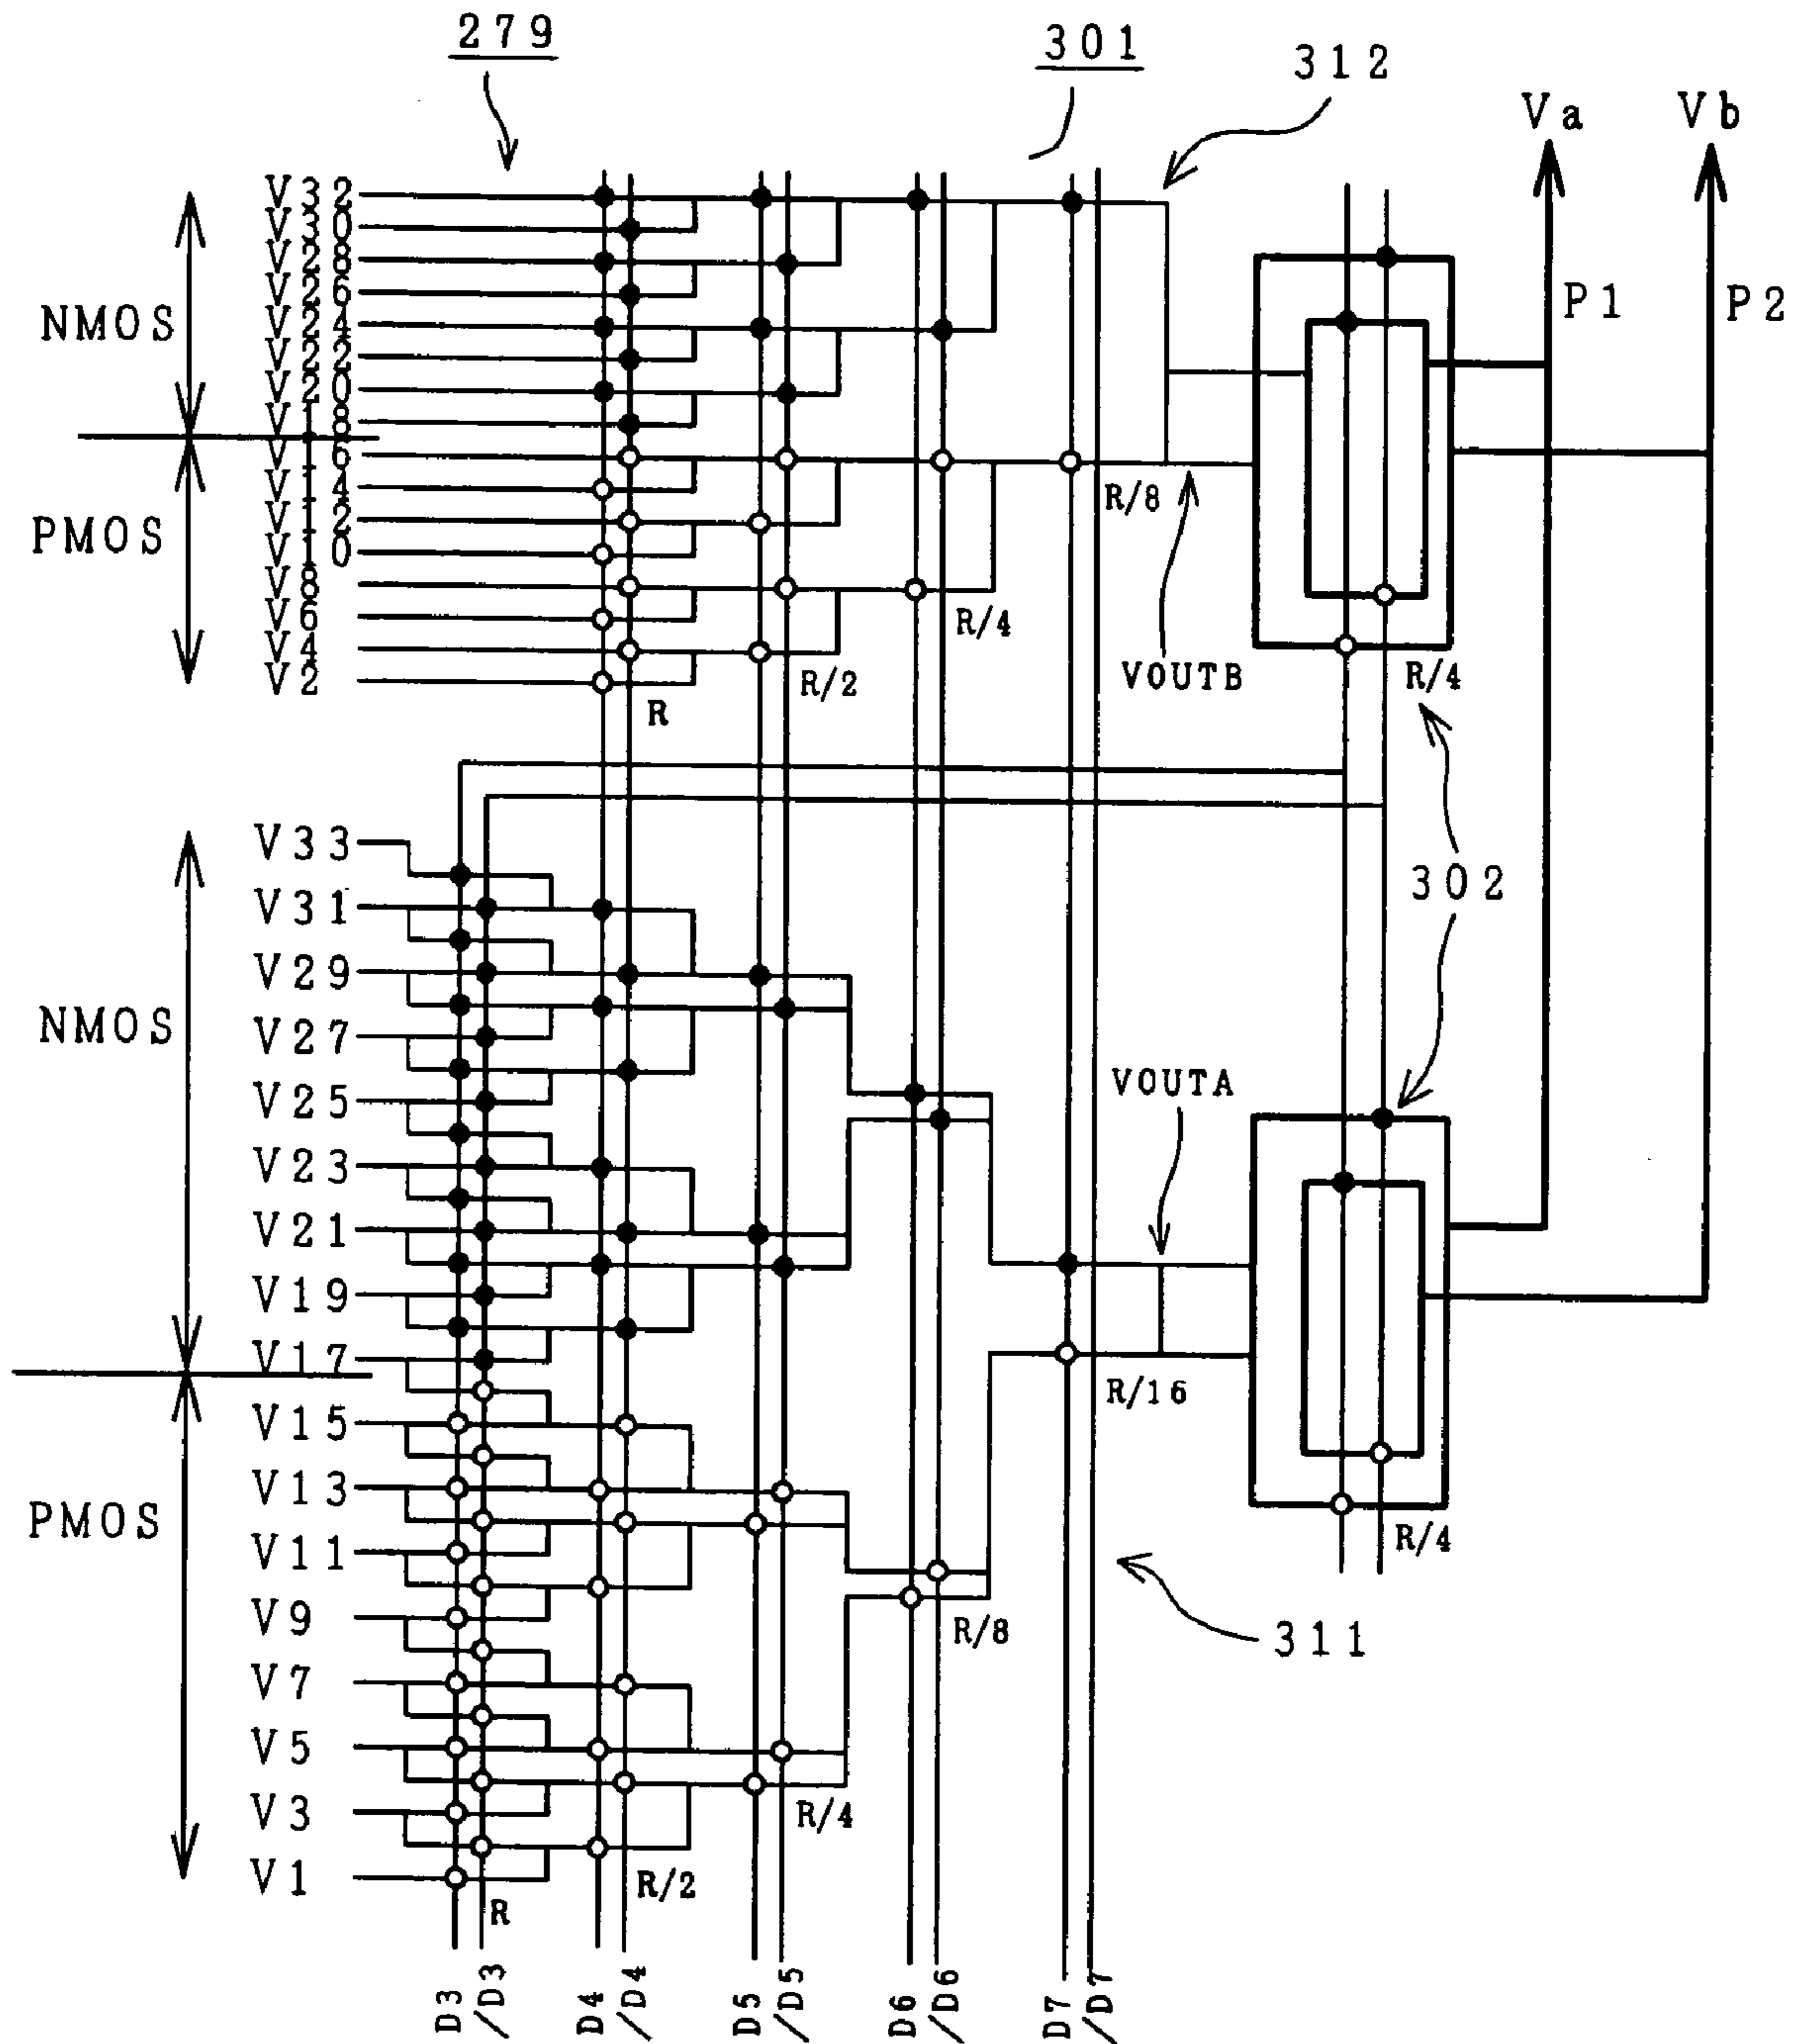 279
301
312
Va
Vb
V32
V30
V28
V26
V24
V22
V20
V18
V16
V14
V12
V10
V8
V6
V4
V2
NMOS
PMOS
P1
P2
R/8
R/4
R/2
R
VOUTB
R/4
302
V33
V31
V29
V27
V25
V23
V21
V19
V17
V15
V13
V11
V9
V7
V5
V3
V1
NMOS
PMOS
VOUTA
R/16
R/4
R/8
311
R/4
R/2
R
D3
/D3
D4
/D4
D5
/D5
D6
/D6
D7
/D7